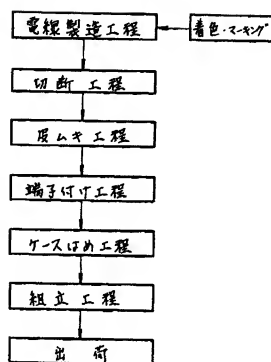 電線製造工程
着色・マーキング
切断工程
皮ムキ工程
端子付け工程
ケースはめ工程
組立工程
出荷